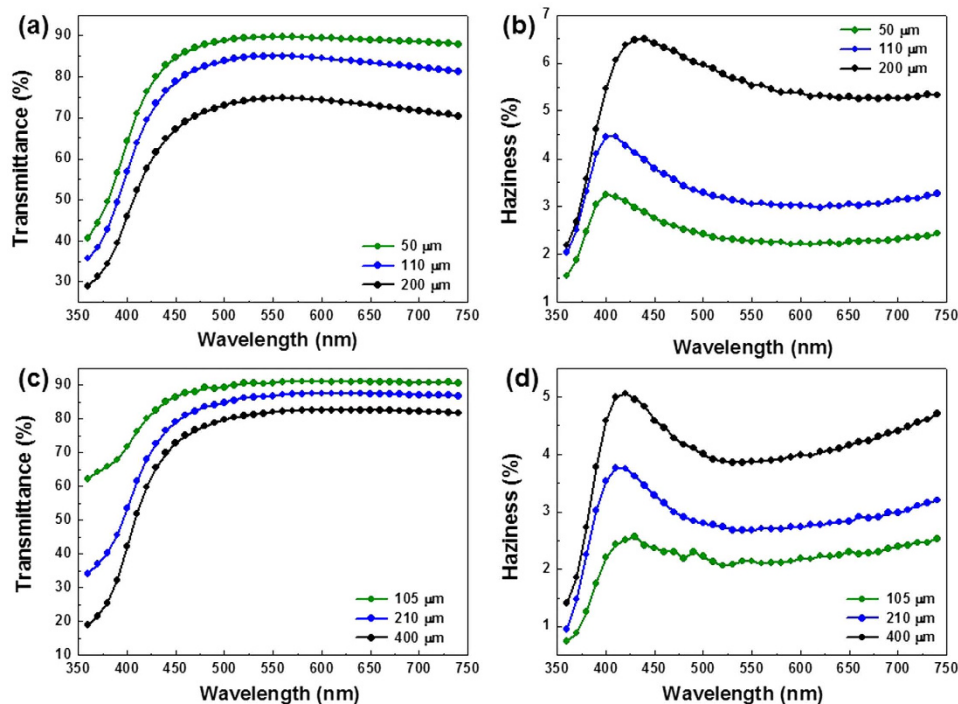 (a)
Transmittance (%)
90
80
70
60
50
40
30
350 400 450 500 550 600 650 700 750
Wavelength (nm)
50 μm
110 μm
200 μm
(b)
Haziness (%)
7
6
5
4
3
2
1
350 400 450 500 550 600 650 700 750
Wavelength (nm)
50 μm
110 μm
200 μm
(c)
Transmittance (%)
90
80
70
60
50
40
30
20
10
350 400 450 500 550 600 650 700 750
Wavelength (nm)
105 μm
210 μm
400 μm
(d)
Haziness (%)
5
4
3
2
1
350 400 450 500 550 600 650 700 750
Wavelength (nm)
105 μm
210 μm
400 μm